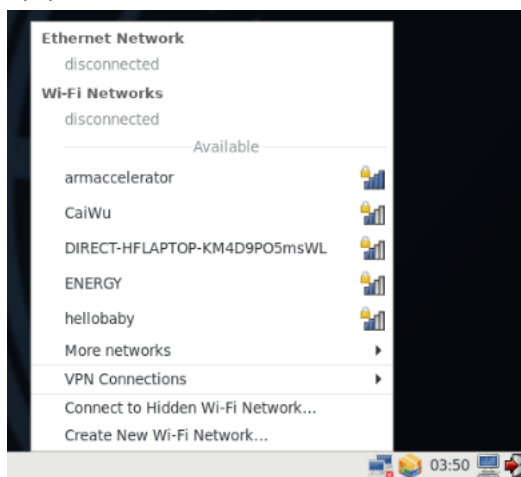 Ethernet Network
disconnected
Wi-Fi Networks
disconnected
Available
armaccelerator
CaiWu
DIRECT-HFLAPTOP-KM4D9PO5msWL
ENERGY
hellobaby
More networks
VPN Connections
Connect to Hidden Wi-Fi Network...
Create New Wi-Fi Network...
03:50